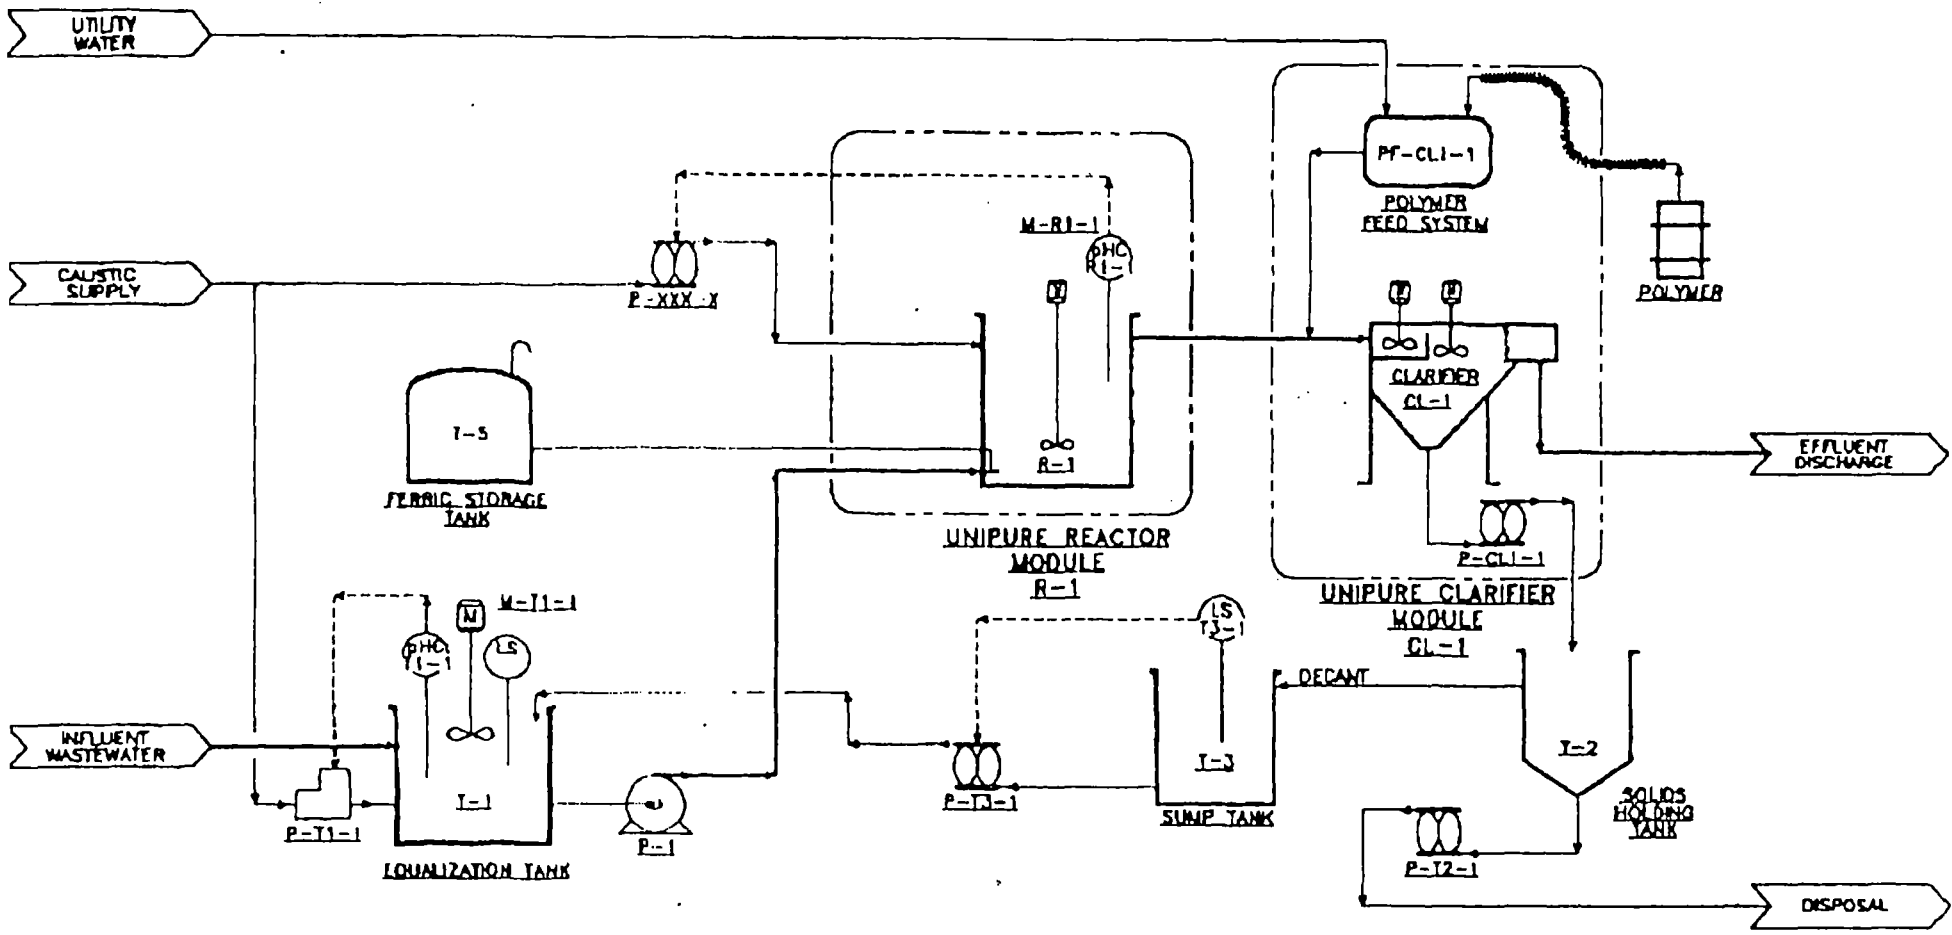 UTILITY
WATER
PF-CL1-1
POLYMER
FEED SYSTEM
M-R1-1
pHC
R1-1
CAUSTIC
SUPPLY
P-XXX-X
POLYMER
M
M
CLARIFIER
CL-1
T-5
FERRIC STORAGE
TANK
R-1
EFFLUENT
DISCHARGE
UNIPURE REACTOR
MODULE
R-1
P-CL1-1
UNIPURE CLARIFIER
MODULE
CL-1
M-T1-1
M
pHC
T1-1
LS
LS
T3-1
DECANT
INFLUENT
WASTEWATER
T-1
P-T1-1
EQUALIZATION TANK
P-1
P-T3-1
T-3
SUMP TANK
T-2
SOLIDS
HOLDING
TANK
P-T2-1
DISPOSAL